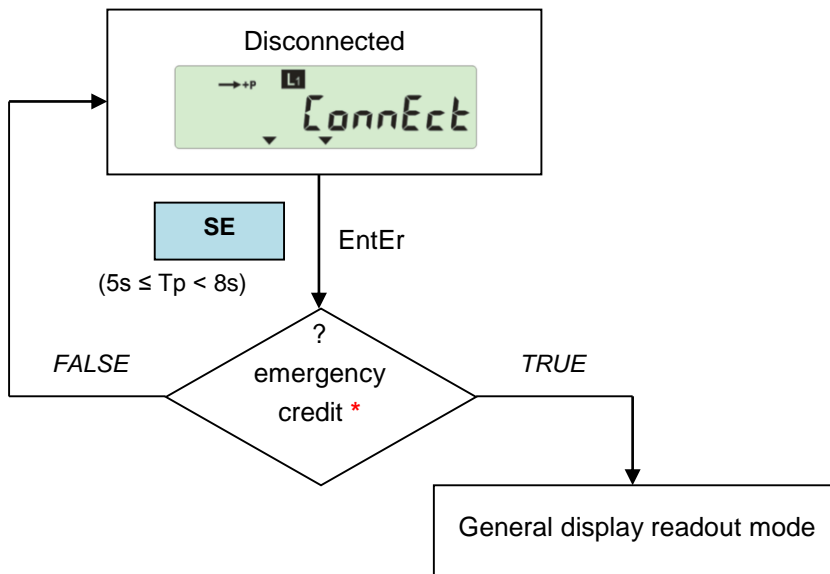 Disconnected
→+P L1
ConnEct
SE
EntEr
(5s ≤ Tp < 8s)
?
FALSE
TRUE
emergency
credit *
General display readout mode